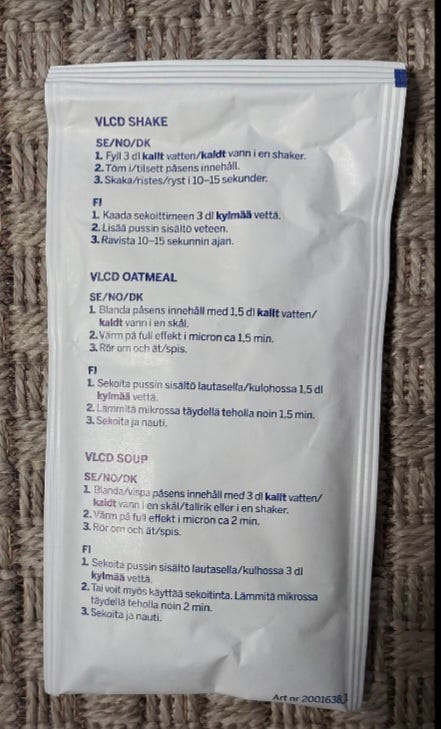 VLCD SHAKE
SE/NO/DK
1. Fyll 3 dl kallt vatten/kaldt vann i en shaker.
2. Töm i/tilsett påsens innehåll.
3. Skaka/ristes/ryst i 10–15 sekunder.
FI
1. Kaada sekoittimeen 3 dl kylmää vettä.
2. Lisää pussin sisältö veteen.
3. Ravista 10–15 sekunnin ajan.
VLCD OATMEAL
SE/NO/DK
1. Blanda påsens innehåll med 1,5 dl kallt vatten/
kaldt vann i en skål.
2. Värm på full effekt i micron ca 1,5 min.
3. Rör om och ät/spis.
FI
1. Sekoita pussin sisältö lautasella/kulohossa 1,5 dl
kylmää vettä.
2. Lämmitä mikrossa täydellä teholla noin 1,5 min.
3. Sekoita ja nauti.
VLCD SOUP
SE/NO/DK
1. Blanda/vispa påsens innehåll med 3 dl kallt vatten/
kaldt vann i en skål/tallrik eller i en shaker.
2. Värm på full effekt i micron ca 2 min.
3. Rör om och ät/spis.
FI
1. Sekoita pussin sisältö lautasella/kulhossa 3 dl
kylmää vettä.
2. Tai voit myös käyttää sekoitinta. Lämmitä mikrossa
täydellä teholla noin 2 min.
3. Sekoita ja nauti.
Art nr 2001638,1